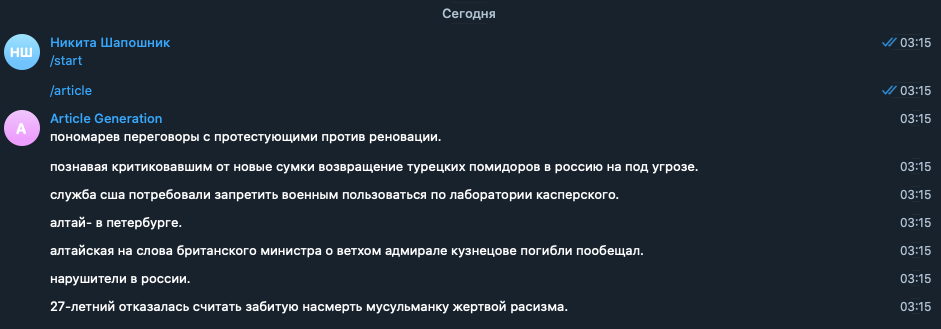 Сегодня
НШ
Никита Шапошник 03:15
/start
/article 03:15
А
Article Generation 03:15
пономарев переговоры с протестующими против реновации.
познавая критиковавшим от новые сумки возвращение турецких помидоров в россию на под угрозе. 03:15
служба сша потребовали запретить военным пользоваться по лаборатории касперского. 03:15
алтай- в петербурге. 03:15
алтайская на слова британского министра о ветхом адмирале кузнецове погибли пообещал. 03:15
нарушители в россии. 03:15
27-летний отказалась считать забитую насмерть мусульманку жертвой расизма. 03:15